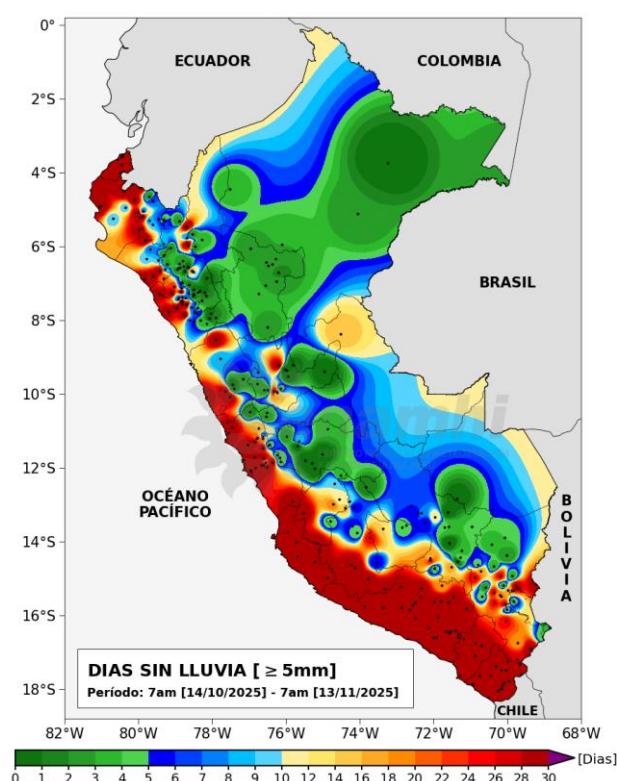 0°
ECUADOR
COLOMBIA
2°S
4°S
6°S
BRASIL
8°S
10°S
senamhi
12°S
OCÉANO
PACÍFICO
BOLIVIA
14°S
16°S
DIAS SIN LLUVIA [ ≥ 5mm]
Período: 7am [14/10/2025] - 7am [13/11/2025]
18°S
CHILE
82°W 80°W 78°W 76°W 74°W 72°W 70°W 68°W
0 1 2 3 4 5 6 7 8 9 10 12 14 16 18 20 22 24 26 28 30 [Dias]